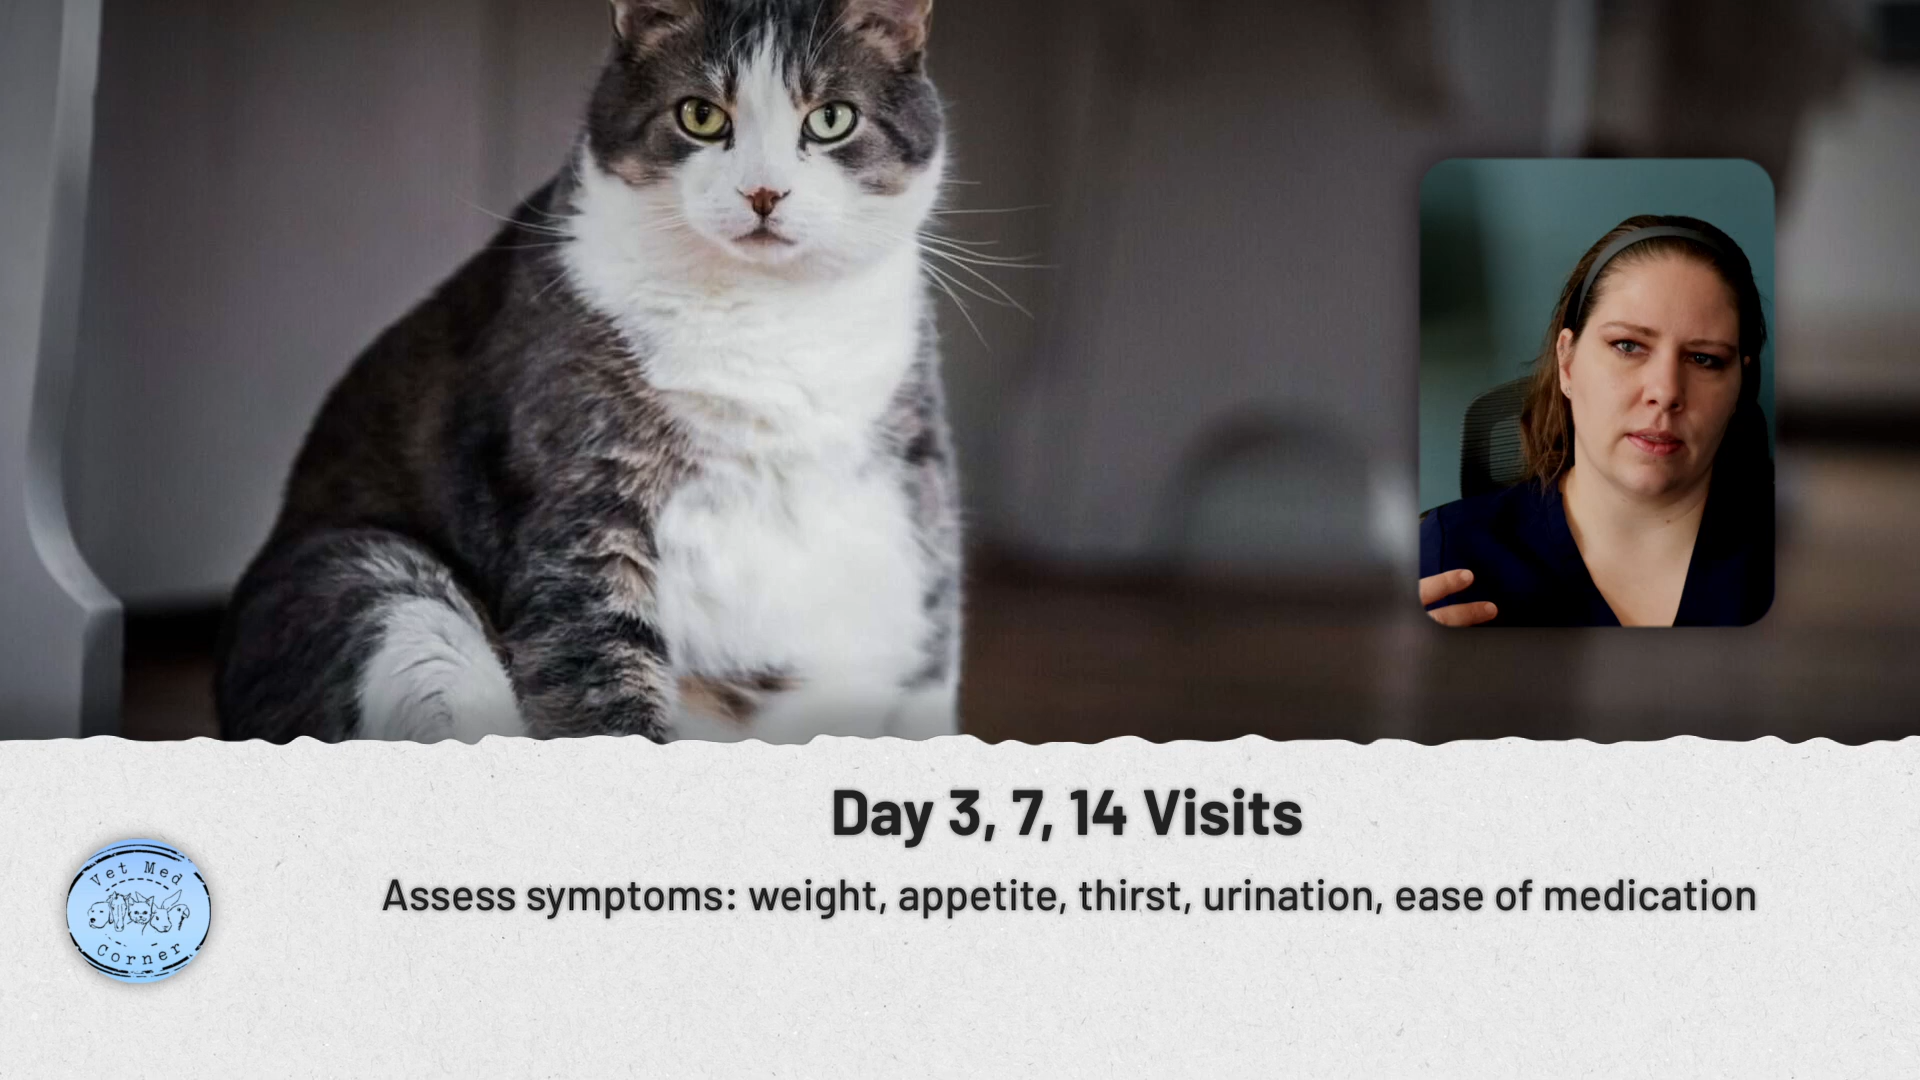 Day 3, 7, 14 Visits
Assess symptoms: weight, appetite, thirst, urination, ease of medication
Vet Med
Corner